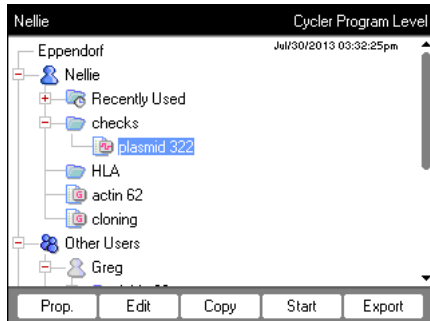 Nellie Cycler Program Level
Eppendorf Jul/30/2013 03:32:25pm
Nellie
Recently Used
checks
plasmid 322
HLA
actin 62
cloning
Other Users
Greg
Prop. Edit Copy Start Export